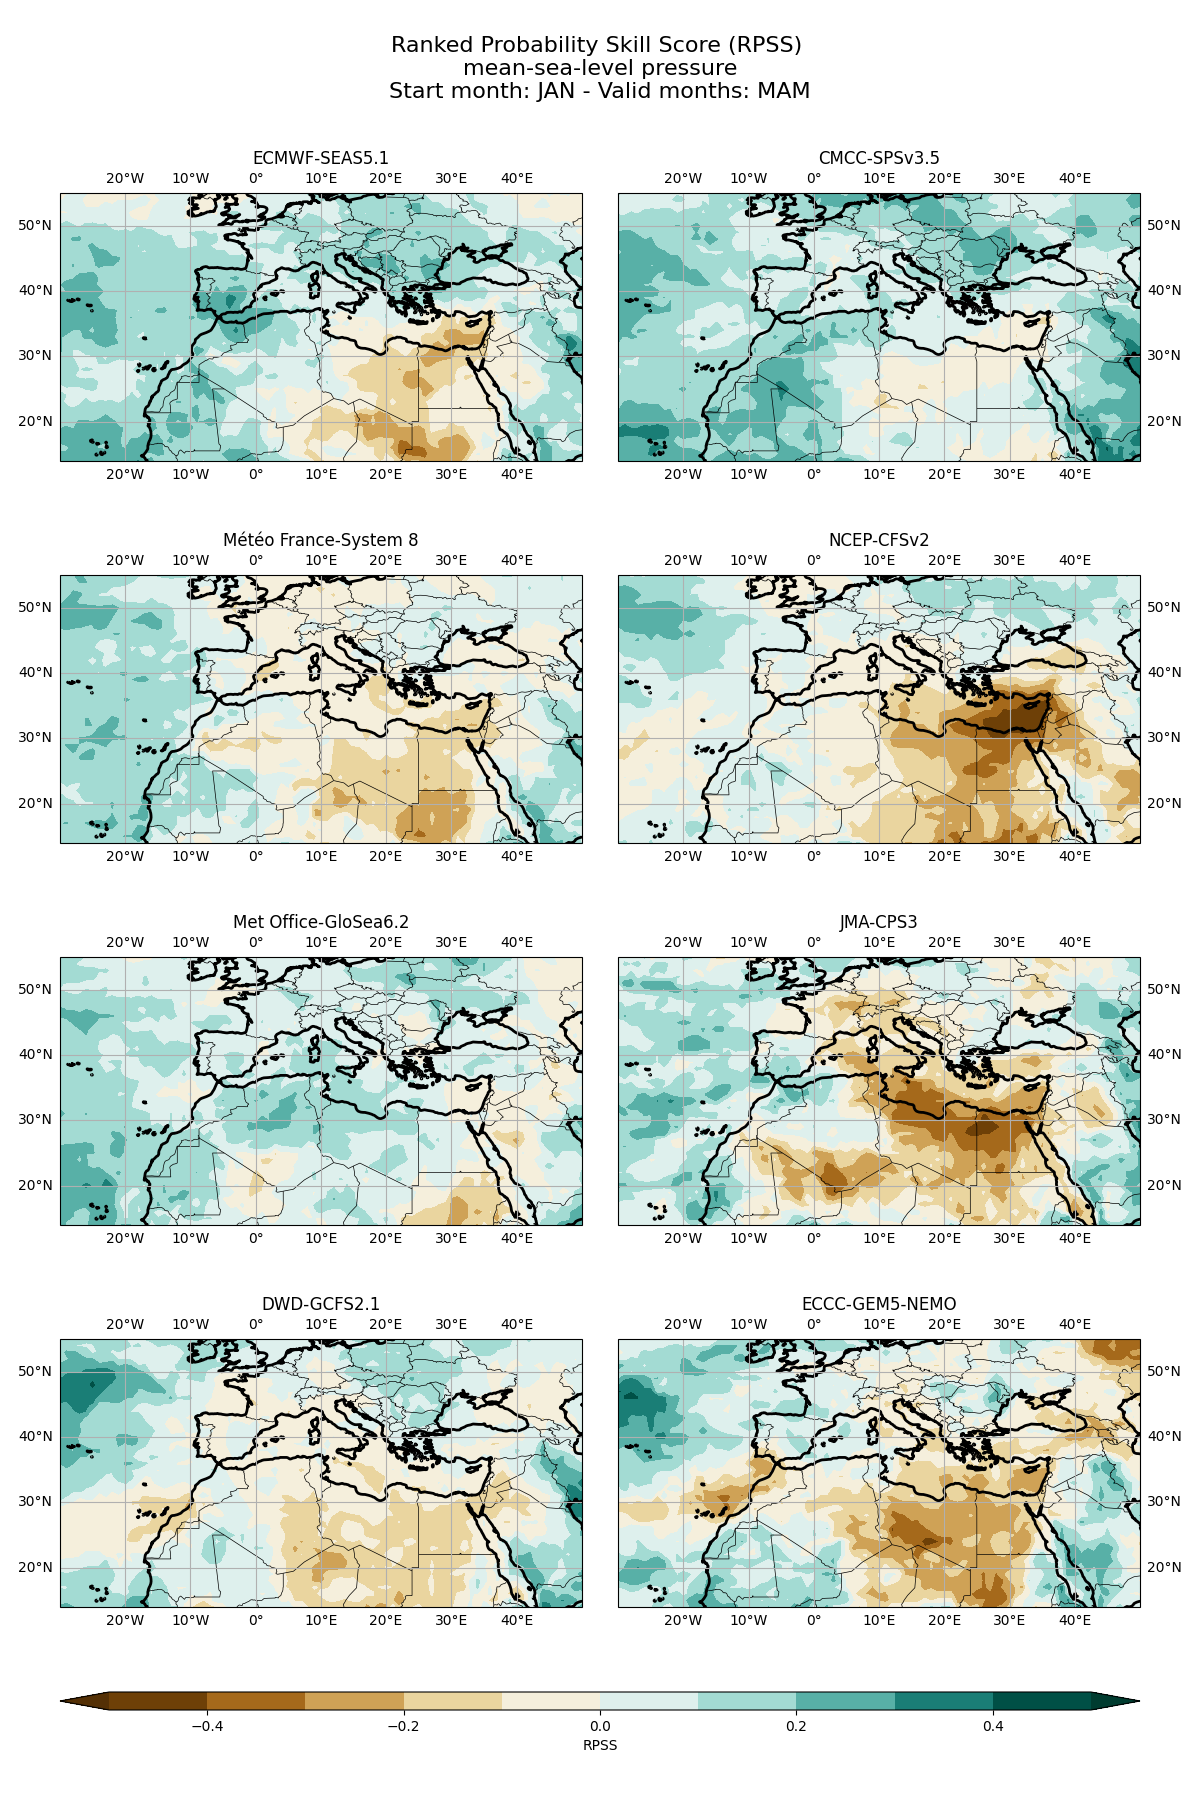 Ranked Probability Skill Score (RPSS)
mean-sea-level pressure
Start month: JAN - Valid months: MAM
ECMWF-SEAS5.1
CMCC-SPSv3.5
20°W 10°W 0° 10°E 20°E 30°E 40°E
20°W 10°W 0° 10°E 20°E 30°E 40°E
50°N
50°N
40°N
40°N
30°N
30°N
20°N
20°N
20°W 10°W 0° 10°E 20°E 30°E 40°E
20°W 10°W 0° 10°E 20°E 30°E 40°E
Météo France-System 8
NCEP-CFSv2
20°W 10°W 0° 10°E 20°E 30°E 40°E
20°W 10°W 0° 10°E 20°E 30°E 40°E
50°N
50°N
40°N
40°N
30°N
30°N
20°N
20°N
20°W 10°W 0° 10°E 20°E 30°E 40°E
20°W 10°W 0° 10°E 20°E 30°E 40°E
Met Office-GloSea6.2
JMA-CPS3
20°W 10°W 0° 10°E 20°E 30°E 40°E
20°W 10°W 0° 10°E 20°E 30°E 40°E
50°N
50°N
40°N
40°N
30°N
30°N
20°N
20°N
20°W 10°W 0° 10°E 20°E 30°E 40°E
20°W 10°W 0° 10°E 20°E 30°E 40°E
DWD-GCFS2.1
ECCC-GEM5-NEMO
20°W 10°W 0° 10°E 20°E 30°E 40°E
20°W 10°W 0° 10°E 20°E 30°E 40°E
50°N
50°N
40°N
40°N
30°N
30°N
20°N
20°N
20°W 10°W 0° 10°E 20°E 30°E 40°E
20°W 10°W 0° 10°E 20°E 30°E 40°E
−0.4 −0.2 0.0 0.2 0.4
RPSS